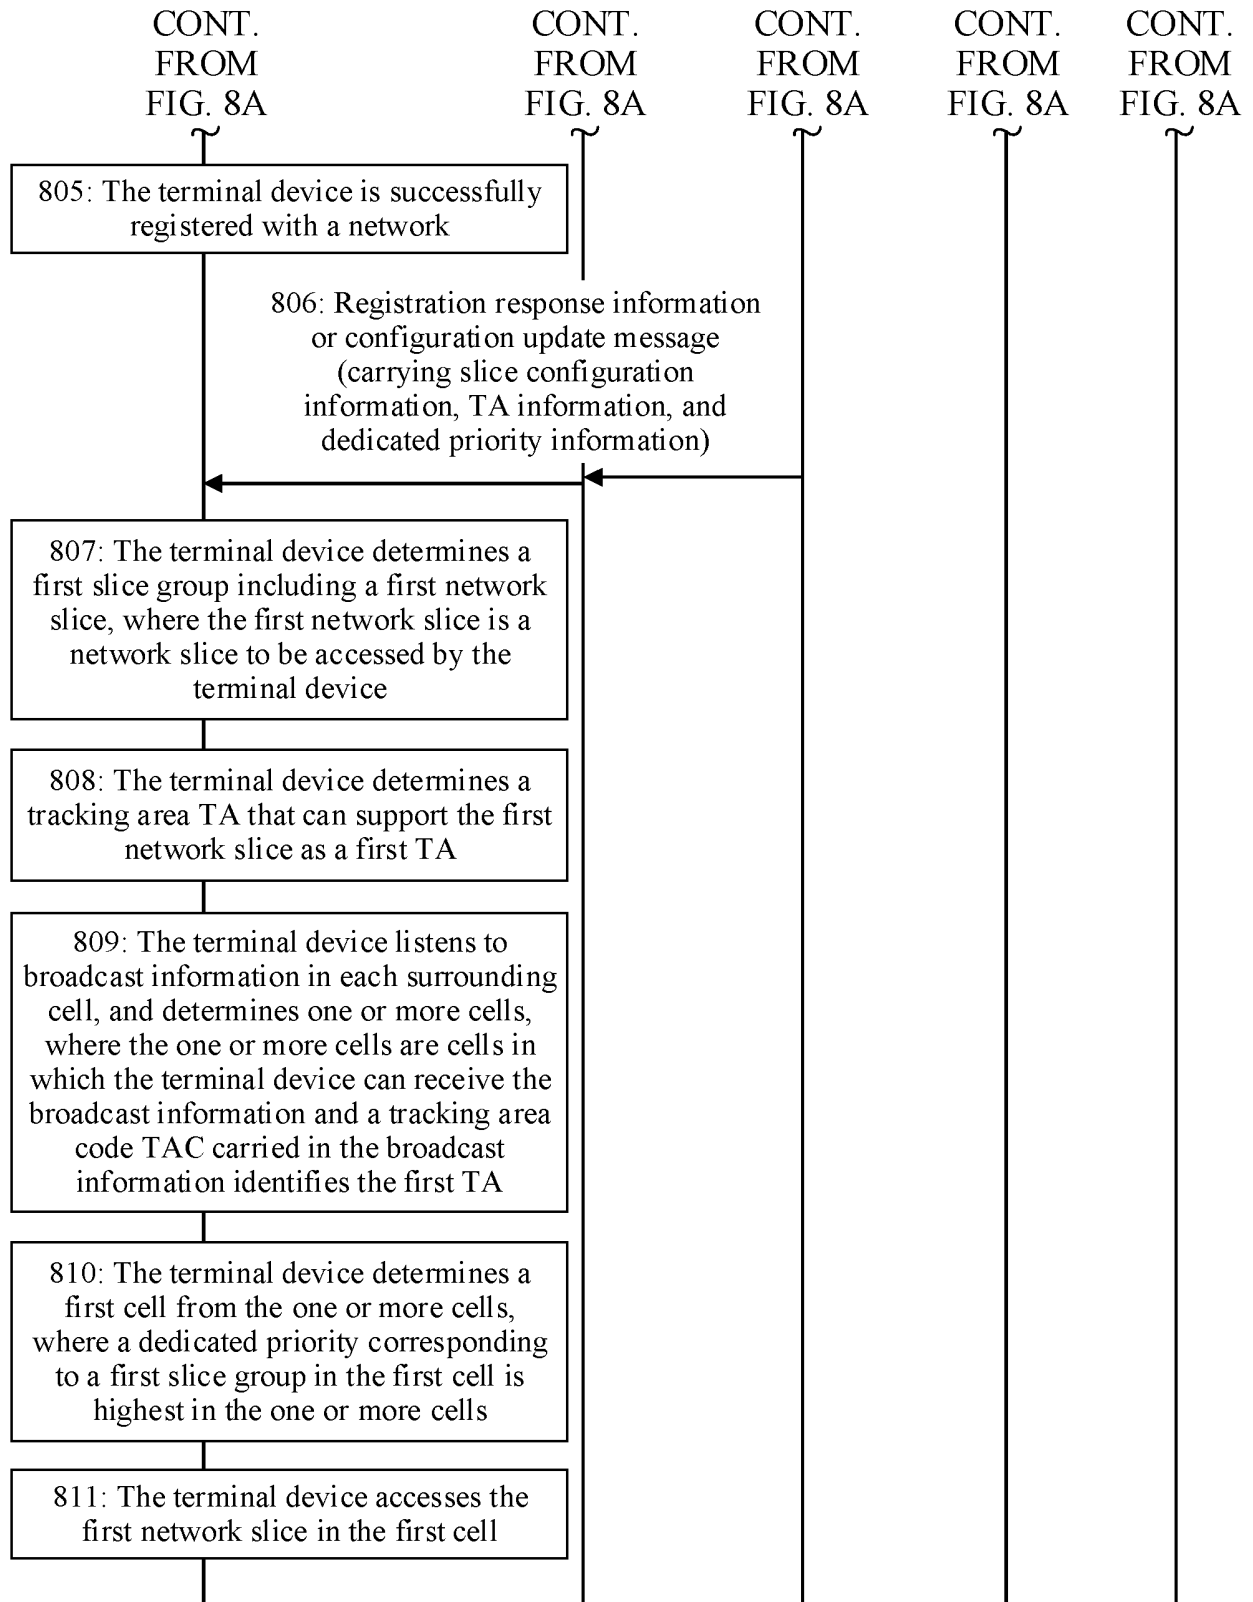 CONT.
FROM
FIG. 8A
CONT.
FROM
FIG. 8A
CONT.
FROM
FIG. 8A
CONT.
FROM
FIG. 8A
CONT.
FROM
FIG. 8A
805: The terminal device is successfully
registered with a network
806: Registration response information
or configuration update message
(carrying slice configuration
information, TA information, and
dedicated priority information)
807: The terminal device determines a
first slice group including a first network
slice, where the first network slice is a
network slice to be accessed by the
terminal device
808: The terminal device determines a
tracking area TA that can support the first
network slice as a first TA
809: The terminal device listens to
broadcast information in each surrounding
cell, and determines one or more cells,
where the one or more cells are cells in
which the terminal device can receive the
broadcast information and a tracking area
code TAC carried in the broadcast
information identifies the first TA
810: The terminal device determines a
first cell from the one or more cells,
where a dedicated priority corresponding
to a first slice group in the first cell is
highest in the one or more cells
811: The terminal device accesses the
first network slice in the first cell